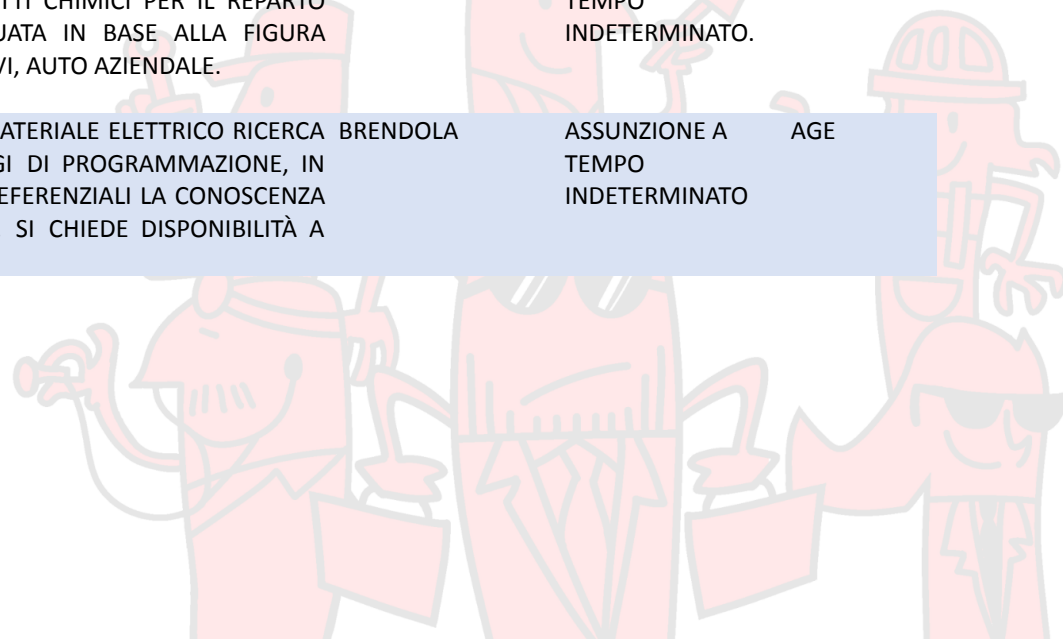 TTI CHIMICI PER IL REPARTO TEMPO
UATA IN BASE ALLA FIGURA INDETERMINATO.
VI, AUTO AZIENDALE.
ATERIALE ELETTRICO RICERCA BRENDOLA ASSUNZIONE A AGE
GI DI PROGRAMMAZIONE, IN TEMPO
EFERENZIALI LA CONOSCENZA INDETERMINATO
SI CHIEDE DISPONIBILITÀ A